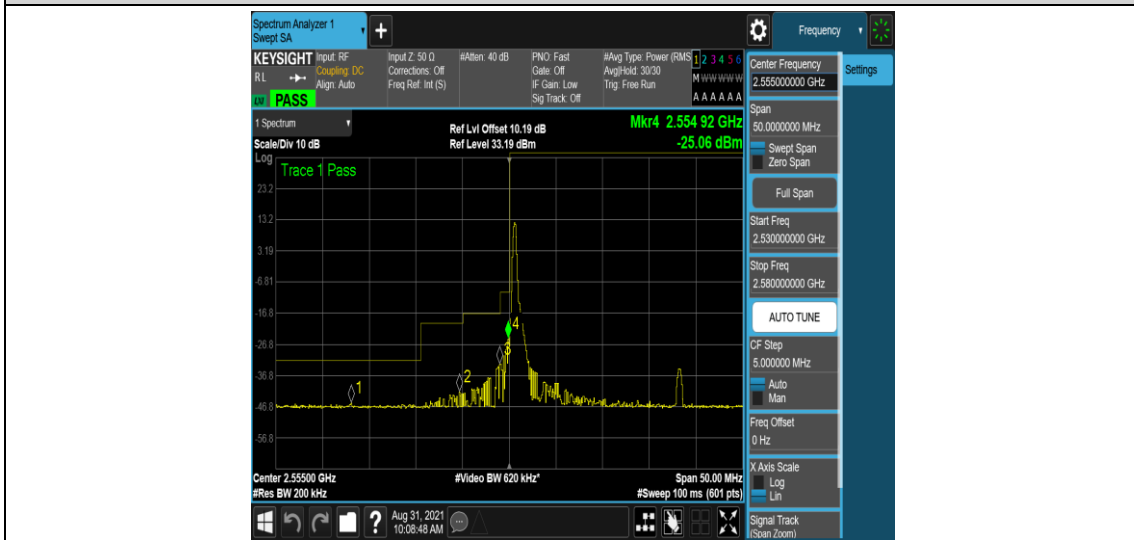 Spectrum Analyzer 1
Swept SA
+
Frequency
KEYSIGHT
RL
LXI
PASS
Input: RF
Coupling: DC
Align: Auto
Input Z: 50 Ω
Corrections: Off
Freq Ref: Int (S)
#Atten: 40 dB
PNO: Fast
Gate: Off
IF Gain: Low
Sig Track: Off
#Avg Type: Power (RMS
Avg|Hold: 30/30
Trig: Free Run
1 2 3 4 5 6
M W W W W W
A A A A A A
1 Spectrum
Scale/Div 10 dB
Ref Lvl Offset 10.19 dB
Ref Level 33.19 dBm
Mkr4 2.554 92 GHz
-25.06 dBm
Log
Trace 1 Pass
23.2
13.2
3.19
-6.81
-16.8
-26.8
-36.8
-46.8
-56.8
1
2
3
4
Center 2.55500 GHz
#Res BW 200 kHz
#Video BW 620 kHz*
Span 50.00 MHz
#Sweep 100 ms (601 pts)
Center Frequency
2.555000000 GHz
Settings
Span
50.0000000 MHz
Swept Span
Zero Span
Full Span
Start Freq
2.530000000 GHz
Stop Freq
2.580000000 GHz
AUTO TUNE
CF Step
5.000000 MHz
Auto
Man
Freq Offset
0 Hz
X Axis Scale
Log
Lin
Signal Track
(Span Zoom)
?
Aug 31, 2021
10:08:48 AM